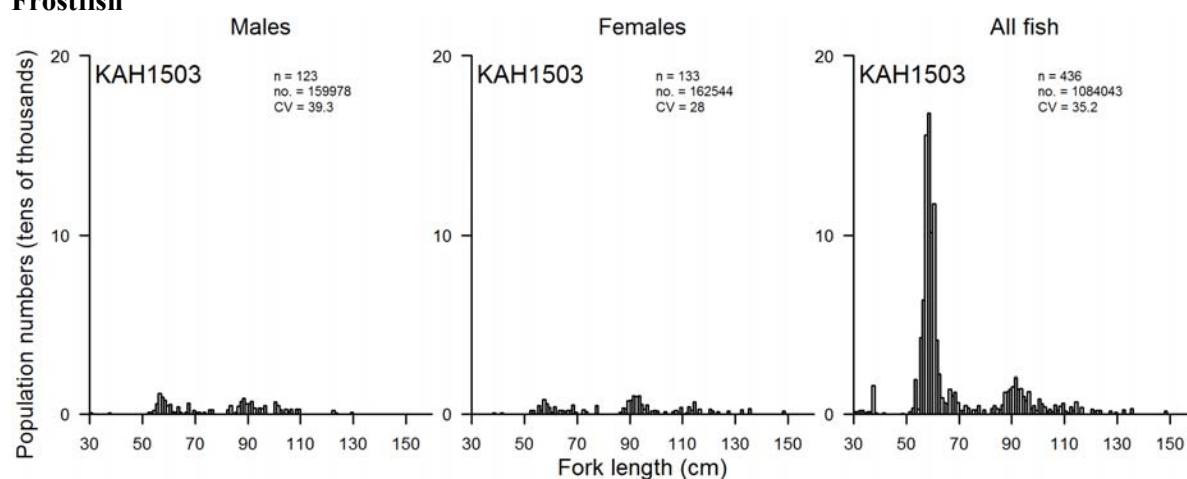 Frostfish
Males
Females
All fish
Population numbers (tens of thousands)
20
10
0
KAH1503
n = 123
no. = 159978
CV = 39.3
30 50 70 90 110 130 150
20
10
0
KAH1503
n = 133
no. = 162544
CV = 28
30 50 70 90 110 130 150
20
10
0
KAH1503
n = 436
no. = 1084043
CV = 35.2
30 50 70 90 110 130 150
Fork length (cm)